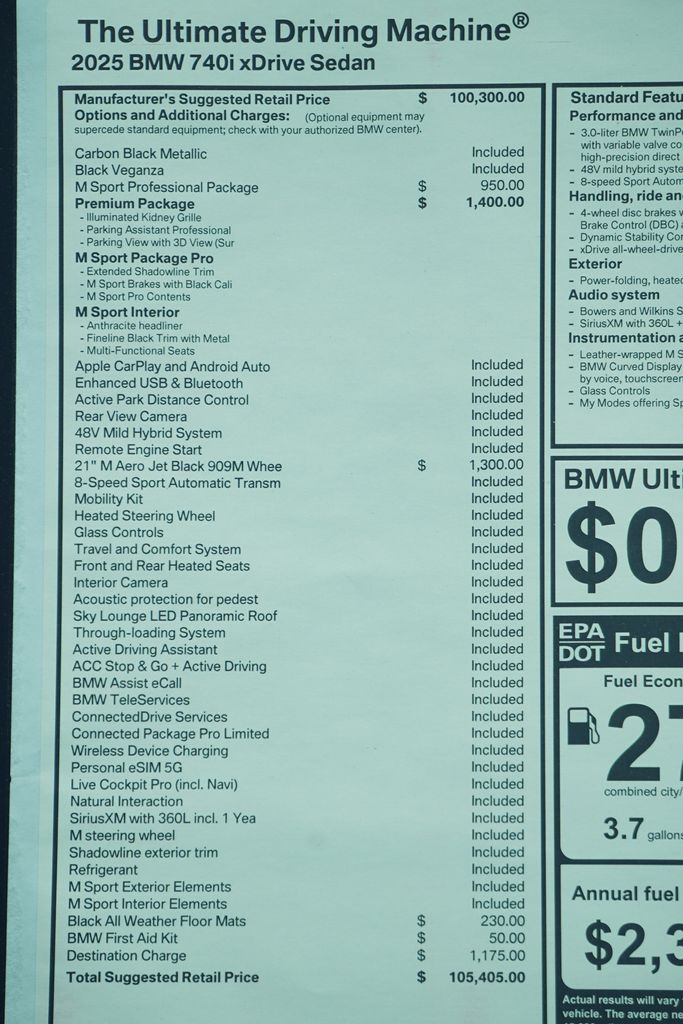 The Ultimate Driving Machine®
2025 BMW 740i xDrive Sedan
Manufacturer's Suggested Retail Price $ 100,300.00
Options and Additional Charges: (Optional equipment may
supercede standard equipment; check with your authorized BMW center).
Carbon Black Metallic Included
Black Veganza Included
M Sport Professional Package $ 950.00
Premium Package $ 1,400.00
- Illuminated Kidney Grille
- Parking Assistant Professional
- Parking View with 3D View (Sur
M Sport Package Pro
- Extended Shadowline Trim
- M Sport Brakes with Black Cali
- M Sport Pro Contents
M Sport Interior
- Anthracite headliner
- Fineline Black Trim with Metal
- Multi-Functional Seats
Apple CarPlay and Android Auto Included
Enhanced USB & Bluetooth Included
Active Park Distance Control Included
Rear View Camera Included
48V Mild Hybrid System Included
Remote Engine Start Included
21" M Aero Jet Black 909M Whee $ 1,300.00
8-Speed Sport Automatic Transm Included
Mobility Kit Included
Heated Steering Wheel Included
Glass Controls Included
Travel and Comfort System Included
Front and Rear Heated Seats Included
Interior Camera Included
Acoustic protection for pedest Included
Sky Lounge LED Panoramic Roof Included
Through-loading System Included
Active Driving Assistant Included
ACC Stop & Go + Active Driving Included
BMW Assist eCall Included
BMW TeleServices Included
ConnectedDrive Services Included
Connected Package Pro Limited Included
Wireless Device Charging Included
Personal eSIM 5G Included
Live Cockpit Pro (incl. Navi) Included
Natural Interaction Included
SiriusXM with 360L incl. 1 Yea Included
M steering wheel Included
Shadowline exterior trim Included
Refrigerant Included
M Sport Exterior Elements Included
M Sport Interior Elements Included
Black All Weather Floor Mats $ 230.00
BMW First Aid Kit $ 50.00
Destination Charge $ 1,175.00
Total Suggested Retail Price $ 105,405.00
Standard Featu
Performance and
- 3.0-liter BMW TwinP
with variable valve co
high-precision direct
- 48V mild hybrid syste
- 8-speed Sport Autom
Handling, ride an
- 4-wheel disc brakes w
Brake Control (DBC) a
- Dynamic Stability Con
- xDrive all-wheel-drive
Exterior
- Power-folding, heated
Audio system
- Bowers and Wilkins S
- SiriusXM with 360L +
Instrumentation a
- Leather-wrapped M S
- BMW Curved Display
by voice, touchscreen
- Glass Controls
- My Modes offering Sp
BMW Ulti
$0
EPA
DOT Fuel
Fuel Econ
27
combined city/
3.7 gallons
Annual fuel
$2,3
Actual results will vary
vehicle. The average ne